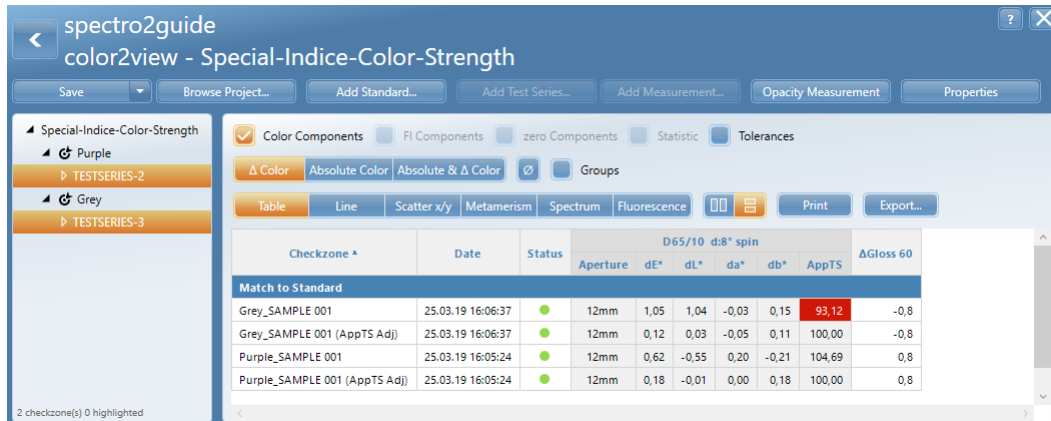 spectro2guide
color2view - Special-Indice-Color-Strength
?
Save Browse Project... Add Standard... Add Test Series... Add Measurement... Opacity Measurement Properties
Special-Indice-Color-Strength
Purple
TESTSERIES-2
Grey
TESTSERIES-3
2 checkzone(s) 0 highlighted
Color Components FI Components zero Components Statistic Tolerances
Δ Color Absolute Color Absolute & Δ Color Ø Groups
Table Line Scatter x/y Metamerism Spectrum Fluorescence Print Export...
Checkzone Date Status D65/10 d:8° spin ΔGloss 60
Aperture dE* dL* da* db* AppTS
Match to Standard
Grey_SAMPLE 001 25.03.19 16:06:37 12mm 1,05 1,04 -0,03 0,15 93,12 -0,8
Grey_SAMPLE 001 (AppTS Adj) 25.03.19 16:06:37 12mm 0,12 0,03 -0,05 0,11 100,00 -0,8
Purple_SAMPLE 001 25.03.19 16:05:24 12mm 0,62 -0,55 0,20 -0,21 104,69 0,8
Purple_SAMPLE 001 (AppTS Adj) 25.03.19 16:05:24 12mm 0,18 -0,01 0,00 0,18 100,00 0,8